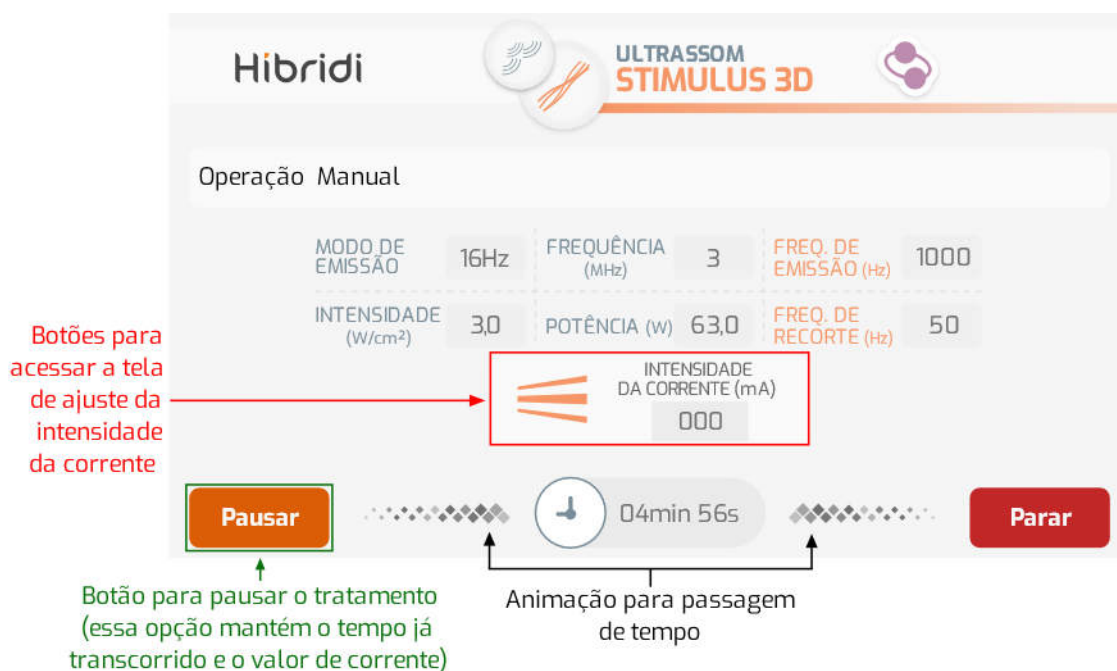 Hibridi
ULTRASSOM
STIMULUS 3D
Operação Manual
MODO DE
EMISSÃO
16Hz
FREQUÊNCIA
(MHz)
3
FREQ. DE
EMISSÃO (Hz)
1000
INTENSIDADE
(W/cm²)
3,0
POTÊNCIA (W)
63,0
FREQ. DE
RECORTE (Hz)
50
Botões para
acessar a tela
de ajuste da
intensidade
da corrente
INTENSIDADE
DA CORRENTE (mA)
000
Pausar
04min 56s
Parar
Botão para pausar o tratamento
(essa opção mantém o tempo já
transcorrido e o valor de corrente)
Animação para passagem
de tempo